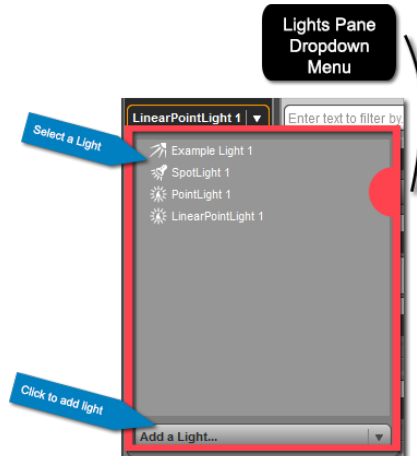 Lights Pane
Dropdown
Menu
LinearPointLight 1
Enter text to filter by
Select a Light
Example Light 1
SpotLight 1
PointLight 1
LinearPointLight 1
Click to add light
Add a Light...